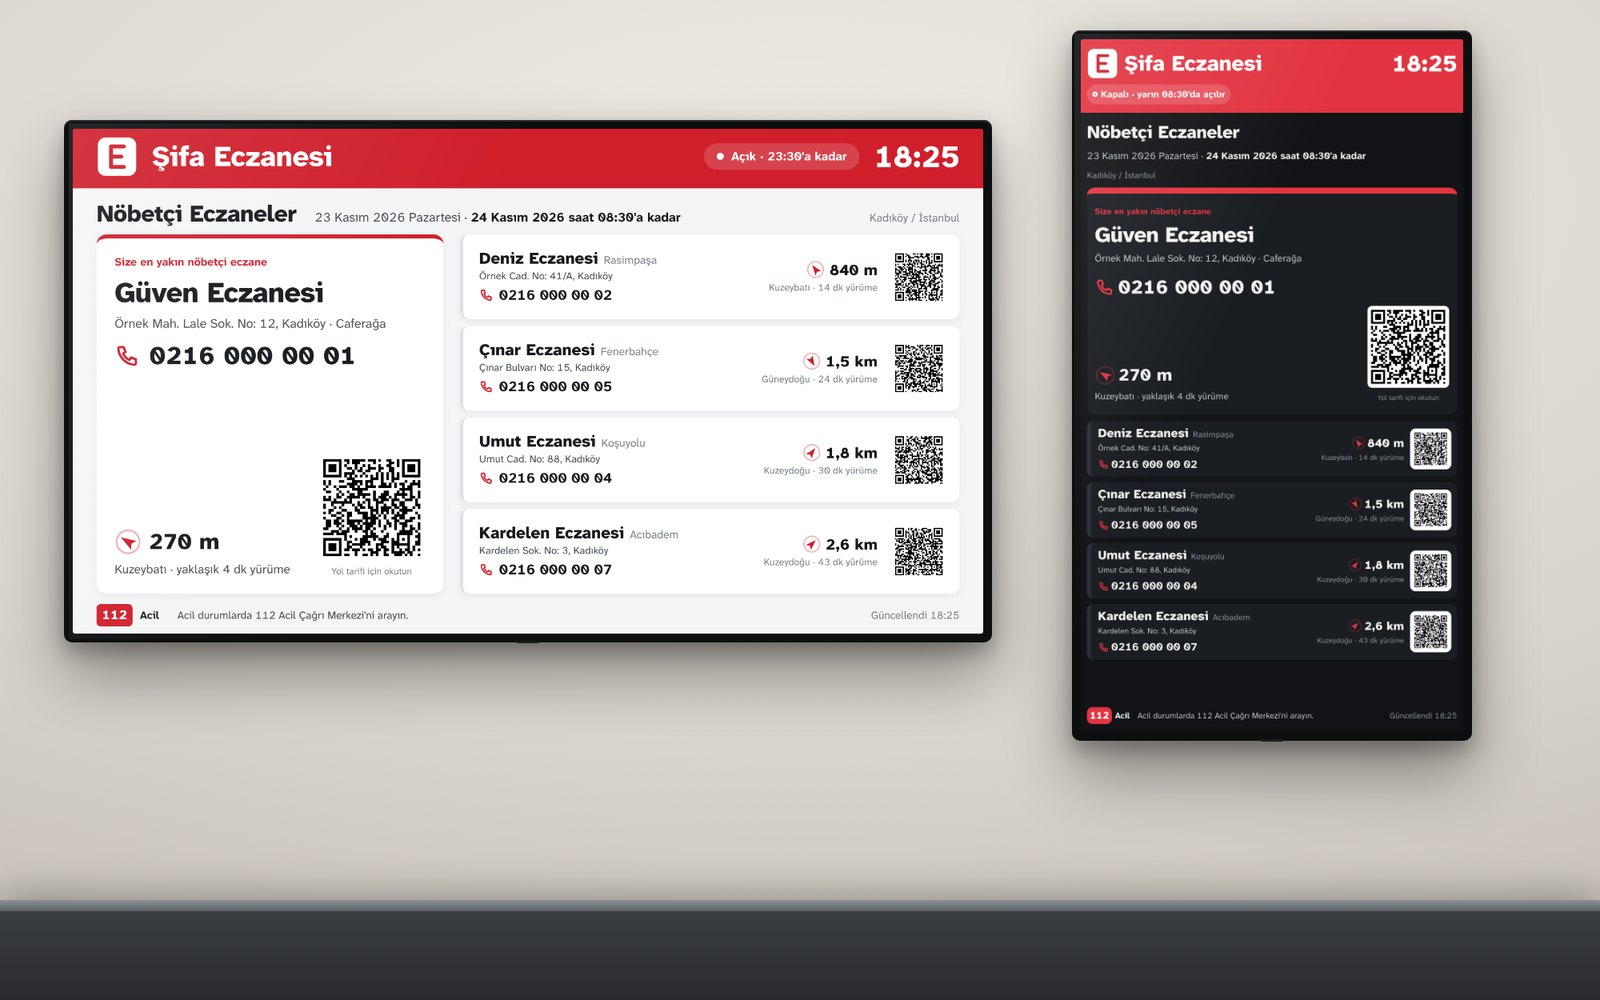 E Şifa Eczanesi
Açık · 23:30'a kadar
18:25
Nöbetçi Eczaneler
23 Kasım 2026 Pazartesi · 24 Kasım 2026 saat 08:30'a kadar
Kadıköy / İstanbul
Size en yakın nöbetçi eczane
Güven Eczanesi
Örnek Mah. Lale Sok. No: 12, Kadıköy · Caferağa
0216 000 00 01
270 m
Kuzeybatı · yaklaşık 4 dk yürüme
Yol tarifi için okutun
Deniz Eczanesi Rasimpaşa
Örnek Cad. No: 41/A, Kadıköy
0216 000 00 02
840 m
Kuzeybatı · 14 dk yürüme
Çınar Eczanesi Fenerbahçe
Çınar Bulvarı No: 15, Kadıköy
0216 000 00 05
1,5 km
Güneydoğu · 24 dk yürüme
Umut Eczanesi Koşuyolu
Umut Cad. No: 88, Kadıköy
0216 000 00 04
1,8 km
Kuzeydoğu · 30 dk yürüme
Kardelen Eczanesi Acıbadem
Kardelen Sok. No: 3, Kadıköy
0216 000 00 07
2,6 km
Kuzeydoğu · 43 dk yürüme
112 Acil Acil durumlarda 112 Acil Çağrı Merkezi'ni arayın.
Güncellendi 18:25
E Şifa Eczanesi
18:25
Kapalı · yarın 08:30'da açılır
Nöbetçi Eczaneler
23 Kasım 2026 Pazartesi · 24 Kasım 2026 saat 08:30'a kadar
Kadıköy / İstanbul
Size en yakın nöbetçi eczane
Güven Eczanesi
Örnek Mah. Lale Sok. No: 12, Kadıköy · Caferağa
0216 000 00 01
270 m
Kuzeybatı · yaklaşık 4 dk yürüme
Yol tarifi için okutun
Deniz Eczanesi Rasimpaşa
Örnek Cad. No: 41/A, Kadıköy
0216 000 00 02
840 m
Kuzeybatı · 14 dk yürüme
Çınar Eczanesi Fenerbahçe
Çınar Bulvarı No: 15, Kadıköy
0216 000 00 05
1,5 km
Güneydoğu · 24 dk yürüme
Umut Eczanesi Koşuyolu
Umut Cad. No: 88, Kadıköy
0216 000 00 04
1,8 km
Kuzeydoğu · 30 dk yürüme
Kardelen Eczanesi Acıbadem
Kardelen Sok. No: 3, Kadıköy
0216 000 00 07
2,6 km
Kuzeydoğu · 43 dk yürüme
112 Acil Acil durumlarda 112 Acil Çağrı Merkezi'ni arayın.
Güncellendi 18:25